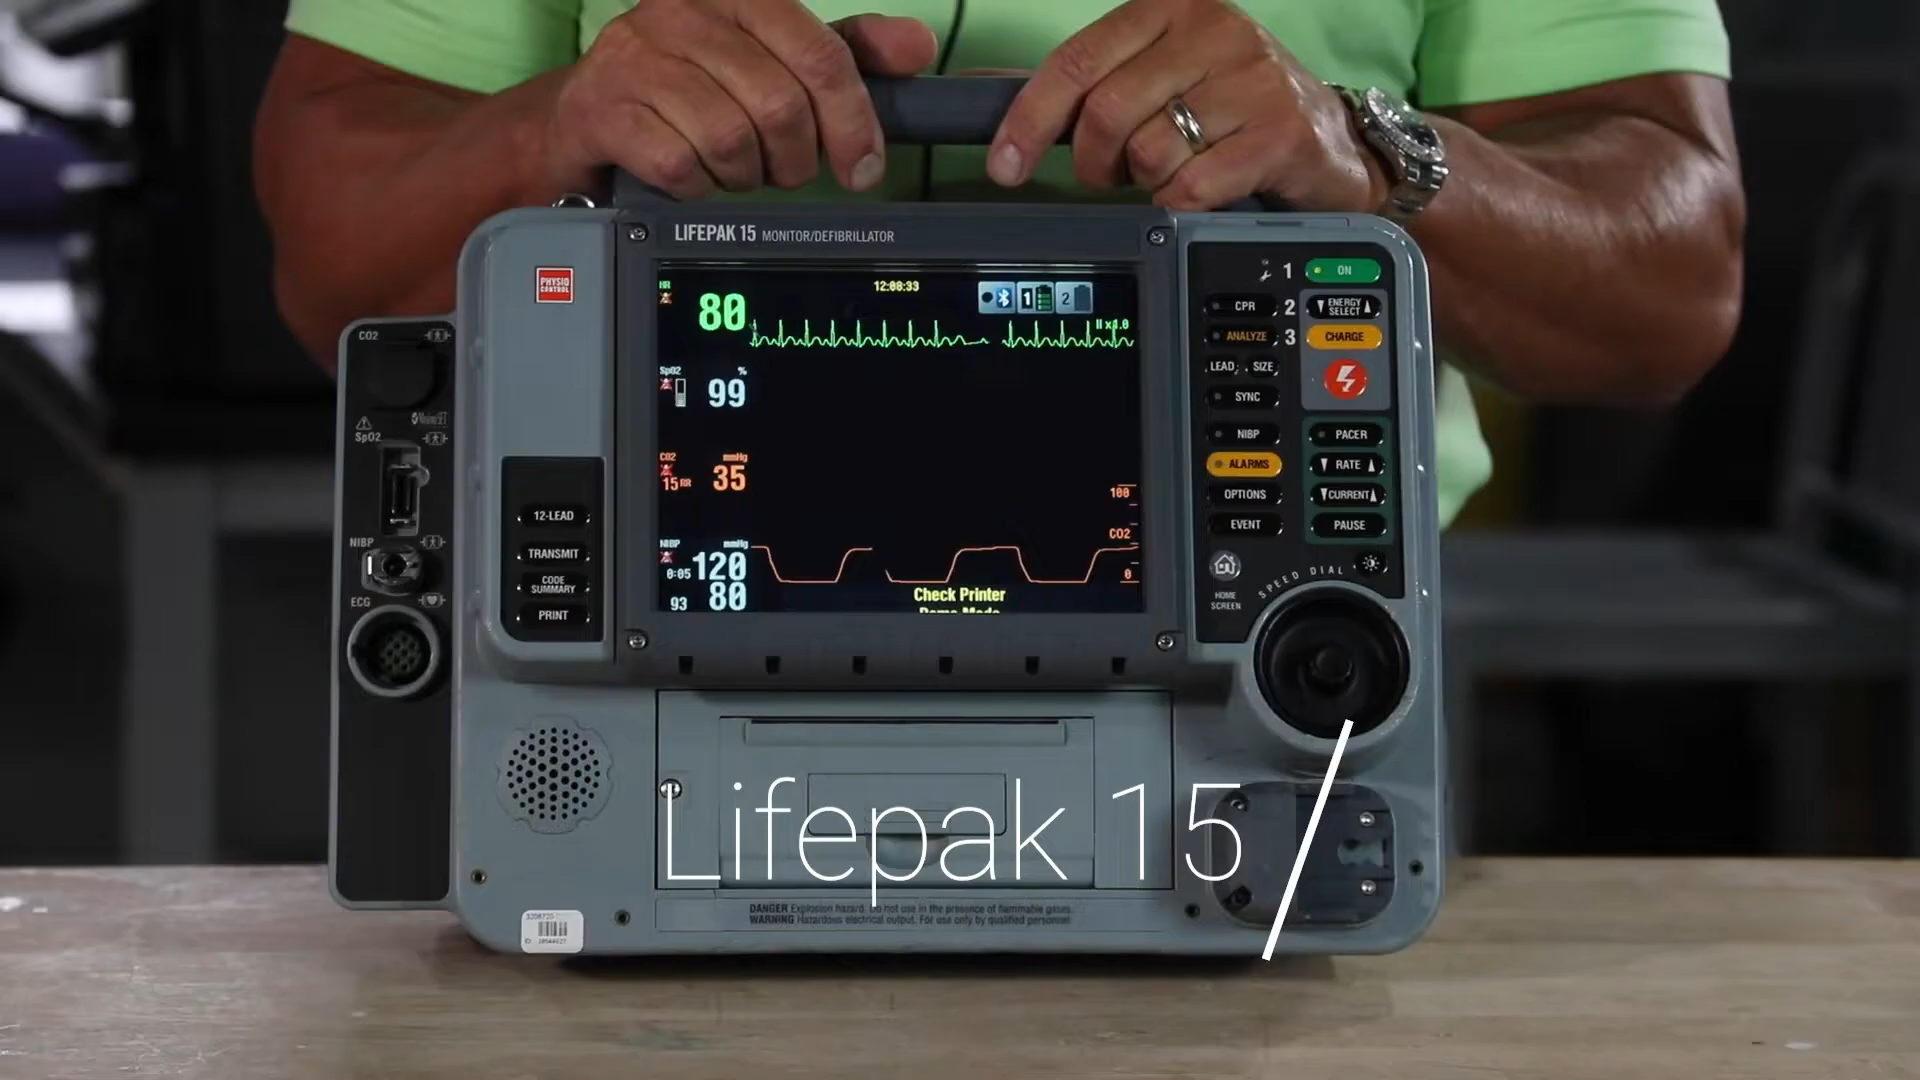 LIFEPAK 15 MONITOR/DEFIBRILLATOR
PHYSIO
CONTROL
HR
80
12:08:33
1
2
II x1.0
SpO2
%
99
CO2
mmHg
15 RR
35
100
CO2
0
NIBP
mmHg
0:05
120
80
93
Check Printer
Demo Mode
CO2
SpO2
NIBP
ECG
12-LEAD
TRANSMIT
CODE
SUMMARY
PRINT
1
ON
CPR
2
ENERGY
SELECT
ANALYZE
3
CHARGE
LEAD
SIZE
SYNC
NIBP
PACER
ALARMS
RATE
OPTIONS
CURRENT
EVENT
PAUSE
HOME
SCREEN
SPEED DIAL
Lifepak 15
DANGER Explosion hazard. Do not use in the presence of flammable gases.
WARNING Hazardous electrical output. For use only by qualified personnel.